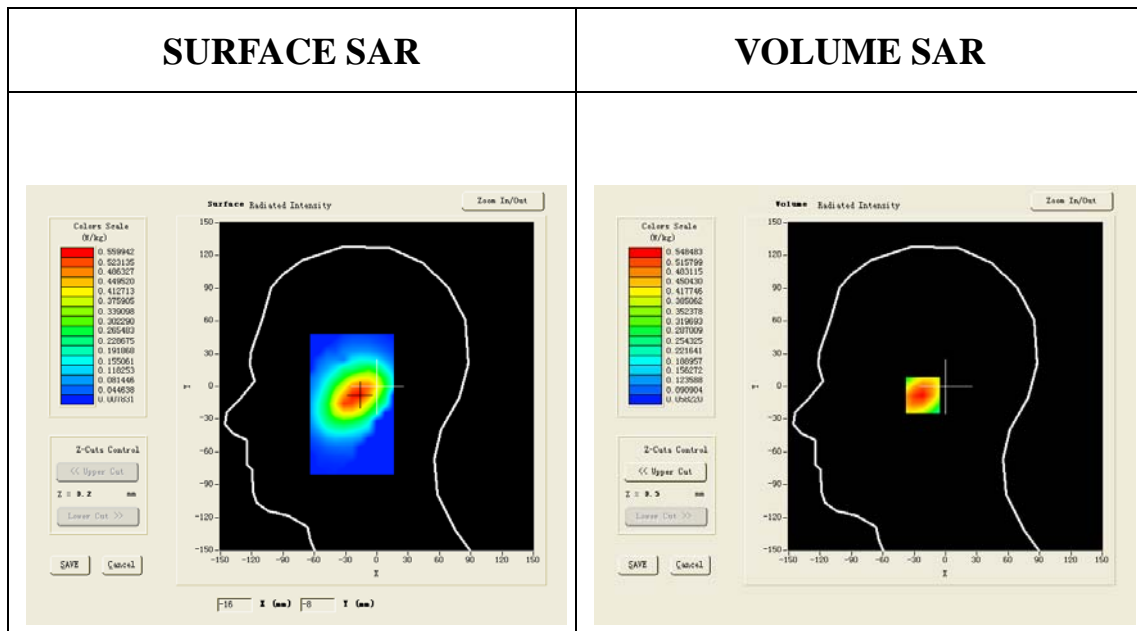 SURFACE SAR
VOLUME SAR
Surface Radiated Intensity
Zoom In/Out
Colors Scale
(W/kg)
0.559942
0.523135
0.486327
0.449520
0.412713
0.375905
0.339098
0.302290
0.265483
0.228675
0.191868
0.155061
0.118253
0.081446
0.044638
0.007831
150
120
90
60
30
0
-30
-60
-90
-120
-150
-150 -120 -90 -60 -30 0 30 60 90 120 150
X
Z-Cuts Control
<< Upper Cut
Z = 0.2 mm
Lower Cut >>
SAVE Cancel
-16 X (mm) -8 Y (mm)
Volume Radiated Intensity
Zoom In/Out
Colors Scale
(W/kg)
0.548483
0.515799
0.483115
0.450430
0.417746
0.385062
0.352378
0.319693
0.287009
0.254325
0.221641
0.188957
0.156272
0.123588
0.090904
0.058220
150
120
90
60
30
0
-30
-60
-90
-120
-150
-150 -120 -90 -60 -30 0 30 60 90 120 150
X
Z-Cuts Control
<< Upper Cut
Lower Cut >>
SAVE Cancel